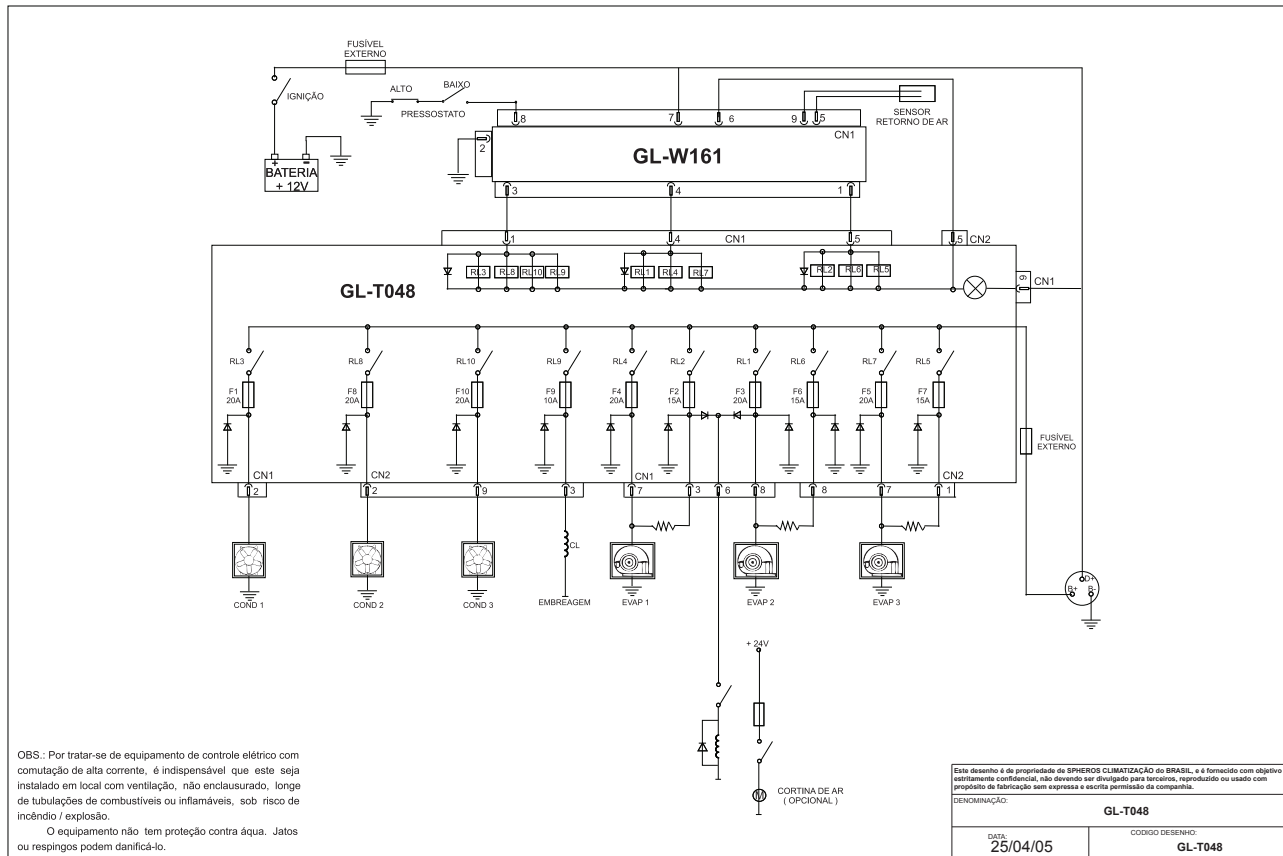 FUSÍVEL
EXTERNO
IGNIÇÃO
ALTO
BAIXO
PRESSOSTATO
+ -
BATERIA
+ 12V
8 7 6 9 5
CN1
SENSOR
RETORNO DE AR
2
GL-W161
3 4 1
1 4 CN1 5 5 CN2
RL3 RL8 RL10 RL9 RL1 RL4 RL7 RL2 RL6 RL5
GL-T048
9 CN1
RL3 RL8 RL10 RL9 RL4 RL2 RL1 RL6 RL7 RL5
F1 F8 F10 F9 F4 F2 F3 F6 F5 F7
20A 20A 20A 10A 20A 15A 20A 15A 20A 15A
FUSÍVEL
EXTERNO
CN1 CN2 CN1 CN2
2 2 9 3 7 3 6 8 8 7 1
CL
COND 1 COND 2 COND 3 EMBREAGEM EVAP 1 EVAP 2 EVAP 3
D+
B+ B-
+ 24V
M
CORTINA DE AR
( OPCIONAL )
OBS.: Por tratar-se de equipamento de controle elétrico com
comutação de alta corrente, é indispensável que este seja
instalado em local com ventilação, não enclausurado, longe
de tubulações de combustíveis ou inflamáveis, sob risco de
incêndio / explosão.
O equipamento não tem proteção contra áqua. Jatos
ou respingos podem danificá-lo.
Este desenho é de propriedade de SPHEROS CLIMATIZAÇÃO do BRASIL, e é fornecido com objetivo
estritamente confidencial, não devendo ser divulgado para terceiros, reproduzido ou usado com
propósito de fabricação sem expressa e escrita permissão da companhia.
DENOMINAÇÃO:
GL-T048
DATA:
25/04/05
CODIGO DESENHO:
GL-T048